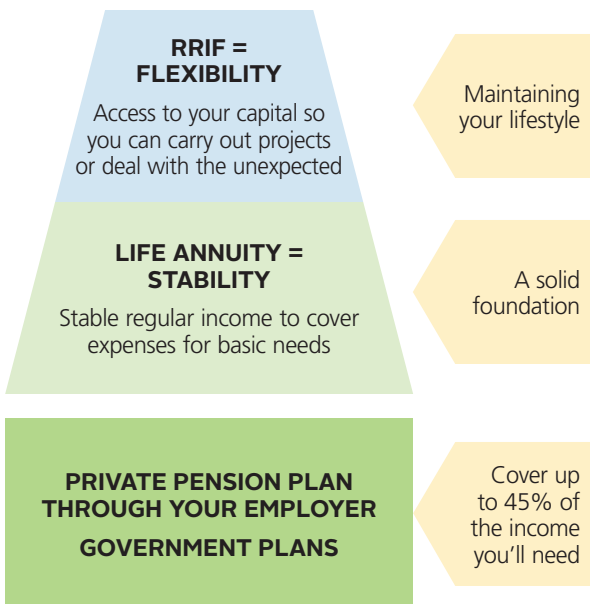 RRIF =
FLEXIBILITY
Access to your capital so
you can carry out projects
or deal with the unexpected
Maintaining
your lifestyle
LIFE ANNUITY =
STABILITY
Stable regular income to cover
expenses for basic needs
A solid
foundation
PRIVATE PENSION PLAN
THROUGH YOUR EMPLOYER
GOVERNMENT PLANS
Cover up
to 45% of
the income
you'll need